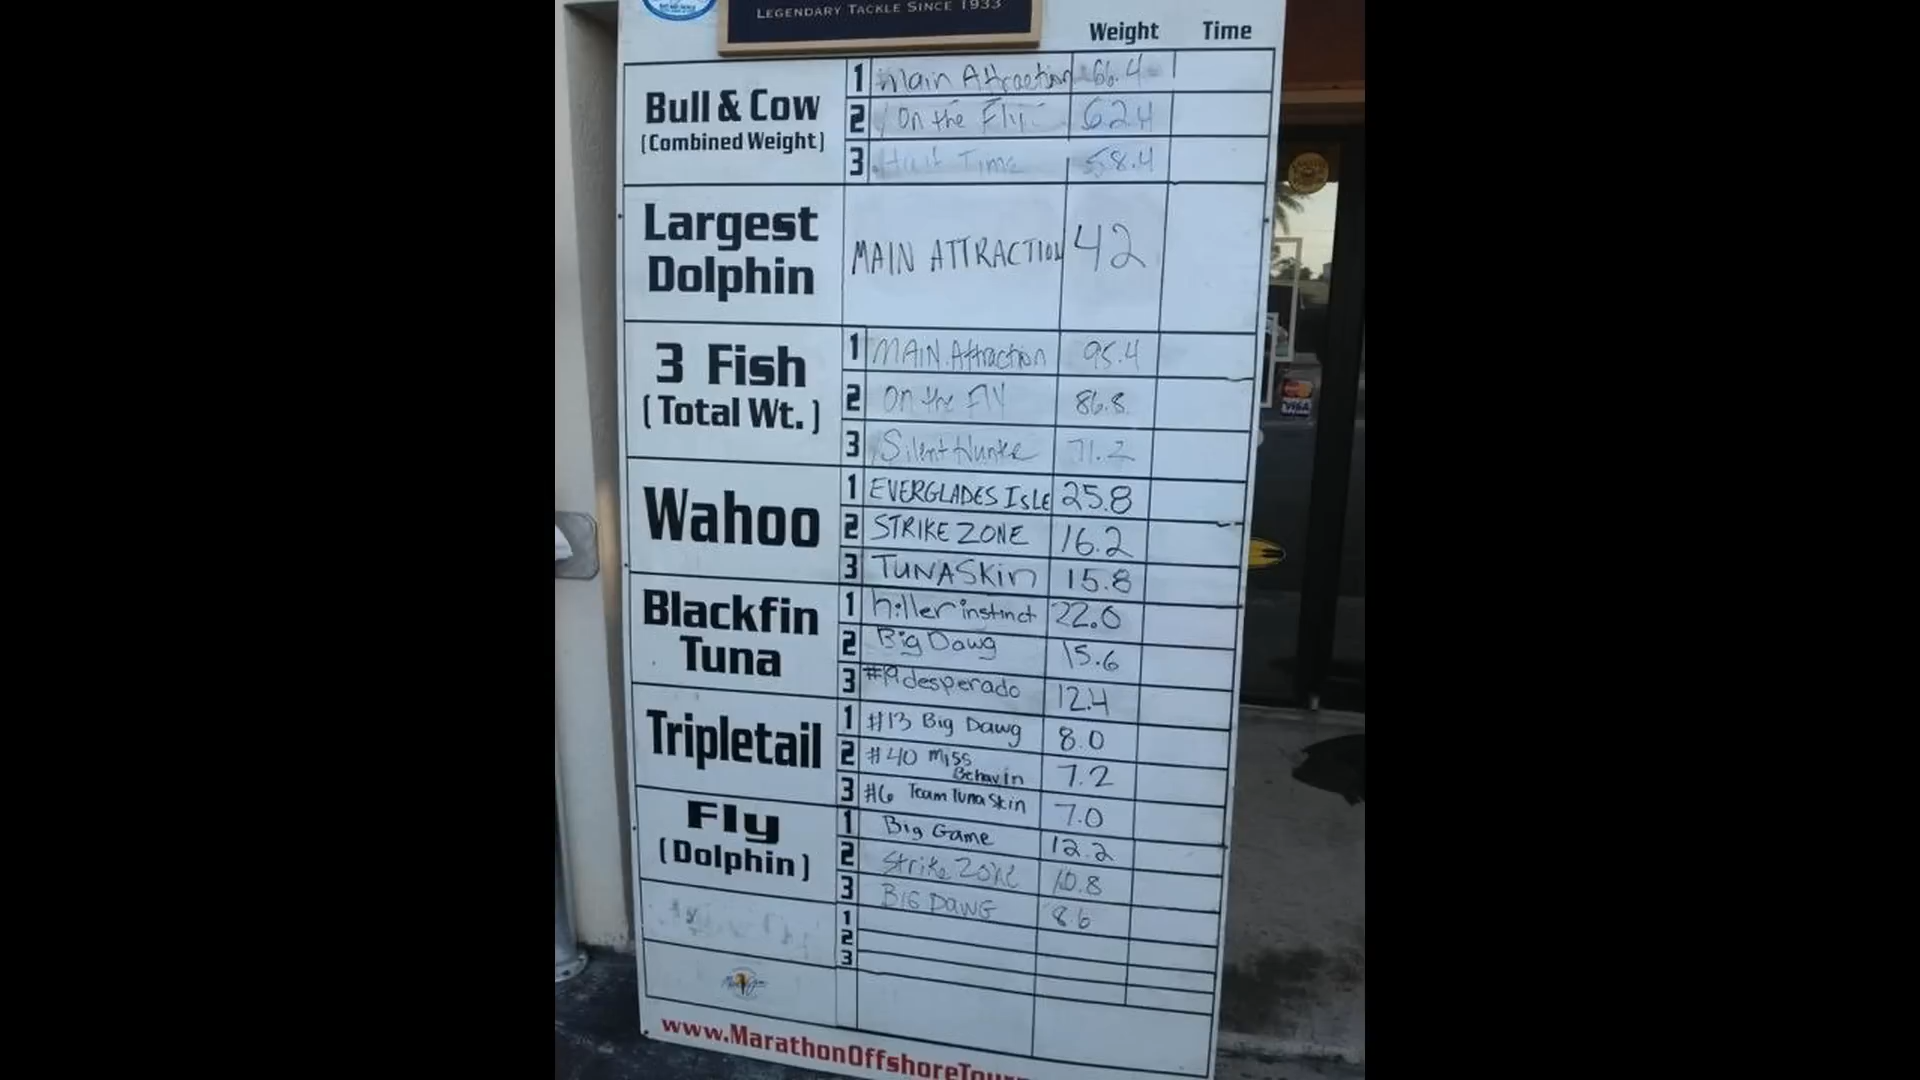 LEGENDARY TACKLE SINCE 1933
Weight Time
Bull & Cow
(Combined Weight)
1 Main Attraction 66.4
2 On the Fly 62.4
3 Time 58.4
Largest
Dolphin
MAIN ATTRACTION 42
3 Fish
(Total Wt.)
1 MAIN Attraction 95.4
2 On the FLY 86.8
3 Silent Hunte 71.2
Wahoo
1 EVERGLADES ISLE 25.8
2 STRIKE ZONE 16.2
3 TUNASKin 15.8
Blackfin
Tuna
1 hiller instinct 22.0
2 Big Dawg 15.6
3 #19 desperado 12.4
Tripletail
1 #13 Big Dawg 8.0
2 #40 Miss
Behavin 7.2
3 #6 Team Tuna Skin 7.0
Fly
(Dolphin)
1 Big Game 12.2
2 Strike Zone 10.8
3 BIG DAWG 8.6
1
2
3
VISA
www.MarathonOffshoreTour